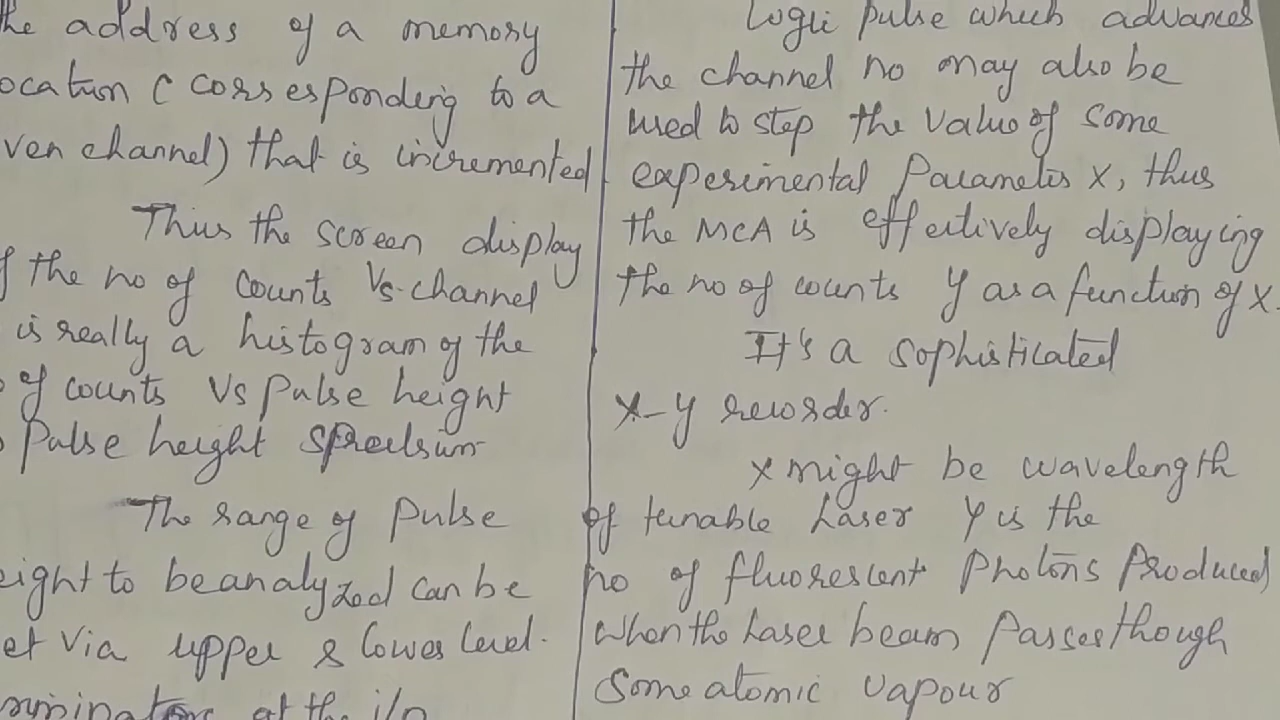 the address of a memory
ocation ( corresponding to a
ven channel) that is incremented
Thus the screen display
f the no of counts Vs channel
is really a histogram of the
of counts Vs pulse height
Pulse height
The range of pulse
eight to be analyzed can be
et via upper & lower level.
at the i/p
Logic pulse which advances
the channel no may also be
used to step the value of some
experimental Parameter X, thus
the MCA is effectively displaying
the no of counts Y as a function of X.
It's a sophisticated
X-Y recorder.
X might be wavelength
of tunable Laser Y is the
no of fluorescent Photons Produced
when the Laser beam Passes though
Some atomic vapour